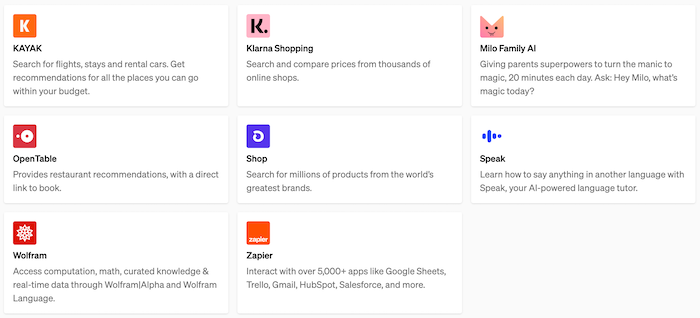 K
KAYAK
Search for flights, stays and rental cars. Get
recommendations for all the places you can go
within your budget.
K.
Klarna Shopping
Search and compare prices from thousands of
online shops.
Milo Family AI
Giving parents superpowers to turn the manic to
magic, 20 minutes each day. Ask: Hey Milo, what's
magic today?
OpenTable
Provides restaurant recommendations, with a direct
link to book.
Shop
Search for millions of products from the world's
greatest brands.
Speak
Learn how to say anything in another language with
Speak, your AI-powered language tutor.
Wolfram
Access computation, math, curated knowledge &
real-time data through Wolfram|Alpha and Wolfram
Language.
zapier
Zapier
Interact with over 5,000+ apps like Google Sheets,
Trello, Gmail, HubSpot, Salesforce, and more.